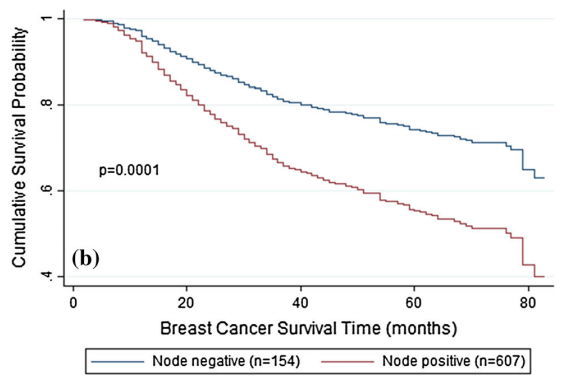 Cumulative Survival Probability
1
.8
.6
.4
p=0.0001
(b)
0 20 40 60 80
Breast Cancer Survival Time (months)
Node negative (n=154) Node positive (n=607)